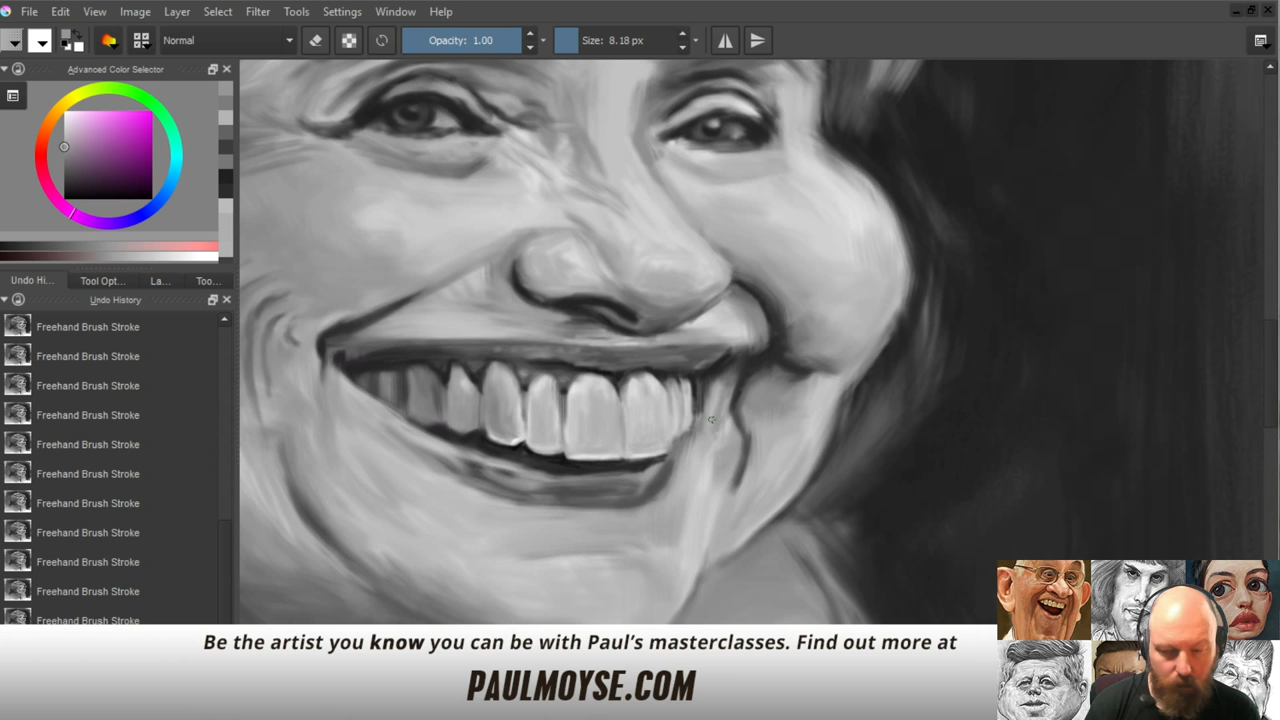 File Edit View Image Layer Select Filter Tools Settings Window Help
Normal Opacity: 1.00 Size: 8.18 px
Advanced Color Selector
Undo Hi... Tool Opt... La... Too...
Undo History
Freehand Brush Stroke
Freehand Brush Stroke
Freehand Brush Stroke
Freehand Brush Stroke
Freehand Brush Stroke
Freehand Brush Stroke
Freehand Brush Stroke
Freehand Brush Stroke
Freehand Brush Stroke
Freehand Brush Stroke
Freehand Brush Stroke
Be the artist you know you can be with Paul's masterclasses. Find out more at
PAULMOYSE.COM